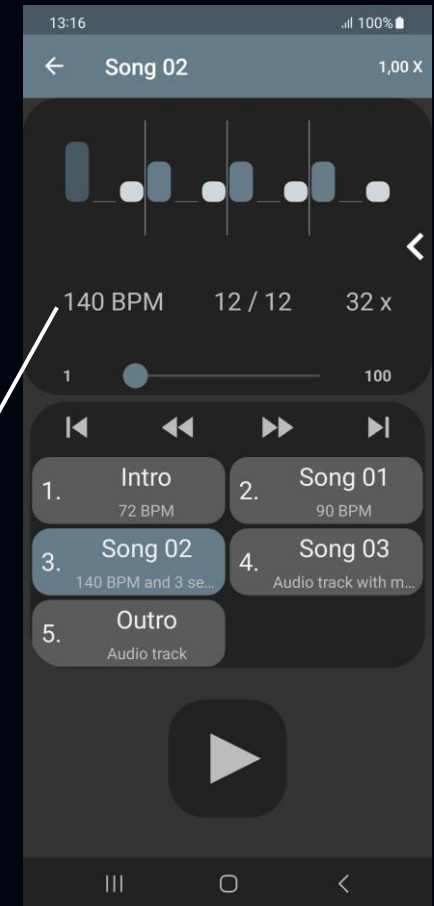 13:16 100%
Song 02 1,00 X
140 BPM 12 / 12 32 x
1 100
1. Intro
72 BPM
2. Song 01
90 BPM
3. Song 02
140 BPM and 3 se...
4. Song 03
Audio track with m...
5. Outro
Audio track